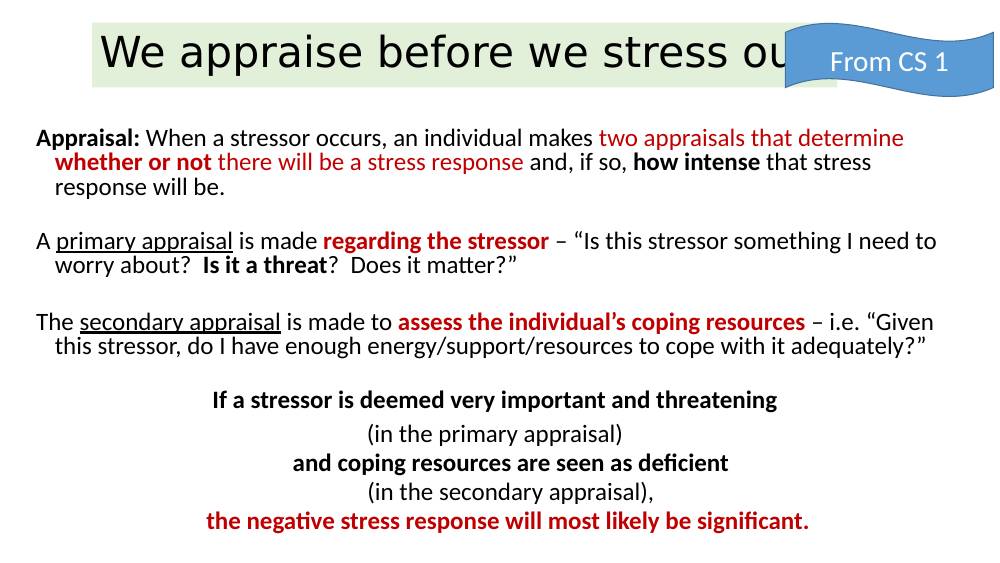 We appraise before we stress ou
From CS 1
Appraisal: When a stressor occurs, an individual makes two appraisals that determine
whether or not there will be a stress response and, if so, how intense that stress
response will be.
A primary appraisal is made regarding the stressor – “Is this stressor something I need to
worry about?  Is it a threat?  Does it matter?”
The secondary appraisal is made to assess the individual’s coping resources – i.e. “Given
this stressor, do I have enough energy/support/resources to cope with it adequately?”
If a stressor is deemed very important and threatening
(in the primary appraisal)
and coping resources are seen as deficient
(in the secondary appraisal),
the negative stress response will most likely be significant.